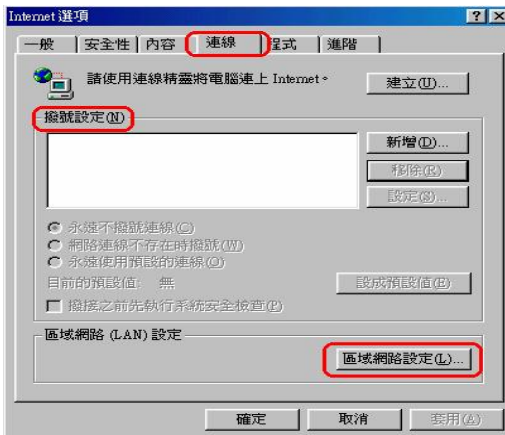 Internet 選項
一般 安全性 內容 連線 程式 進階
請使用連線精靈將電腦連上 Internet。
建立(U)...
撥號設定(N)
新增(D)...
移除(R)
設定(S)...
永遠不撥號連線(C)
網路連線不存在時撥號(W)
永遠使用預設的連線(O)
目前的預設值: 無
設成預設值(E)
撥接之前先執行系統安全檢查(P)
區域網路 (LAN) 設定
區域網路設定(L)...
確定 取消 套用(A)